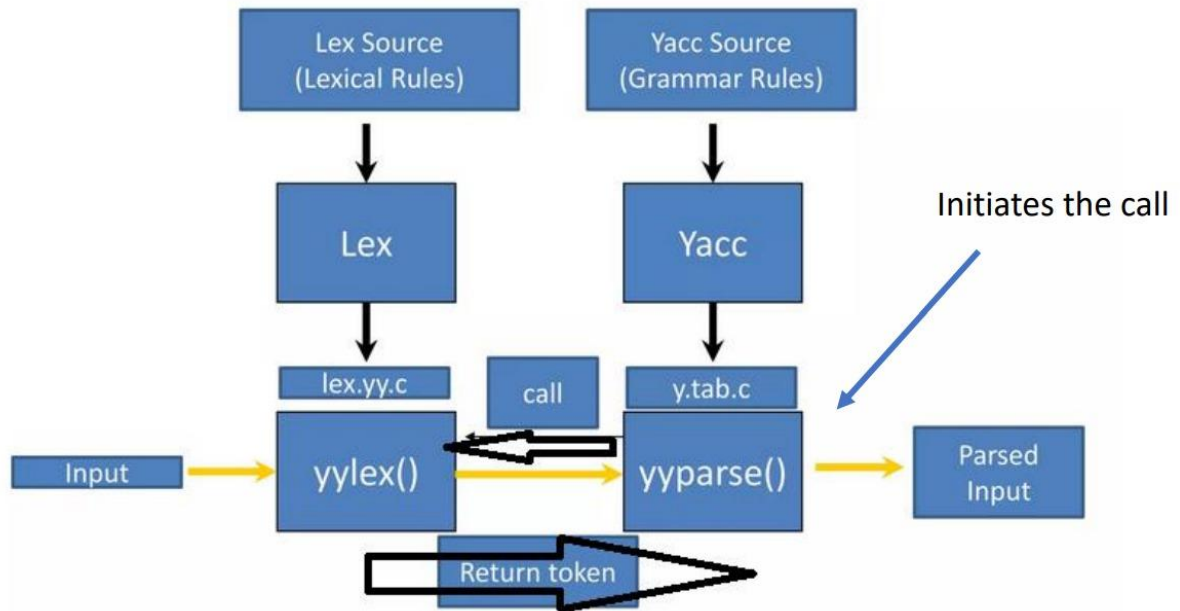 Lex Source
(Lexical Rules)
Yacc Source
(Grammar Rules)
Lex
Yacc
Initiates the call
lex.yy.c
call
y.tab.c
Input
yylex()
yyparse()
Parsed
Input
Return token